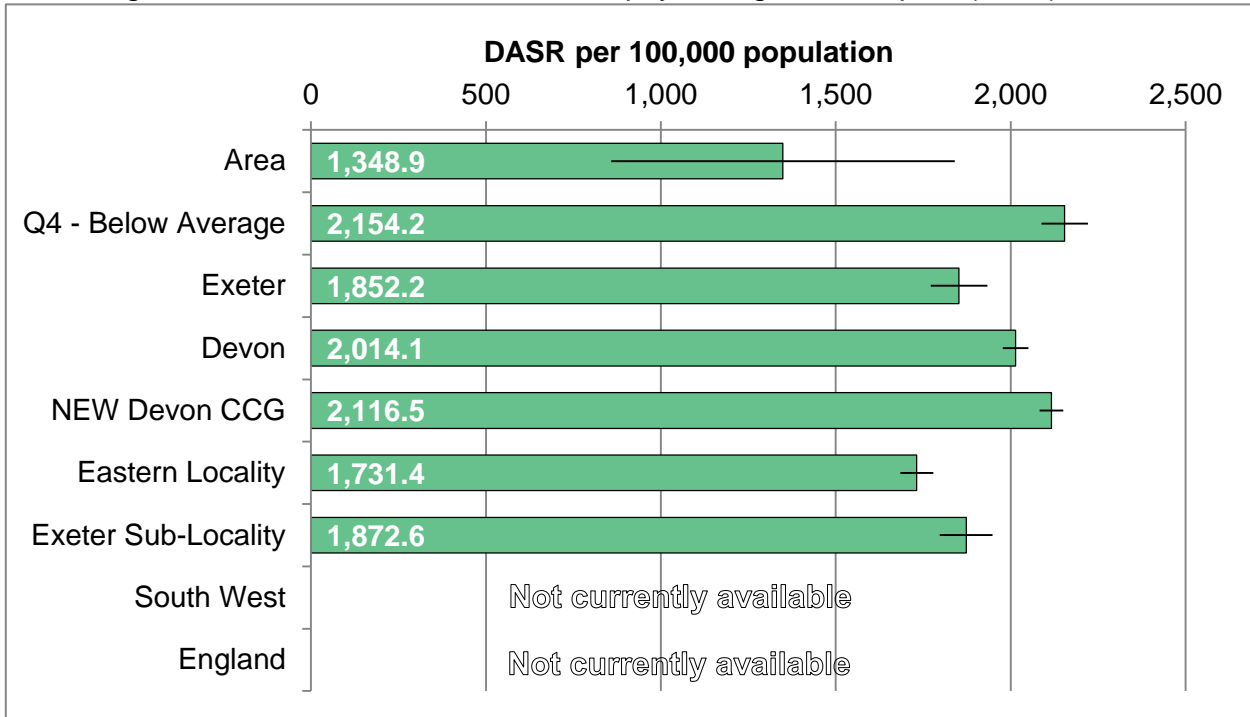 DASR per 100,000 population
0 500 1,000 1,500 2,000 2,500
Area 1,348.9
Q4 - Below Average 2,154.2
Exeter 1,852.2
Devon 2,014.1
NEW Devon CCG 2,116.5
Eastern Locality 1,731.4
Exeter Sub-Locality 1,872.6
South West Not currently available
England Not currently available